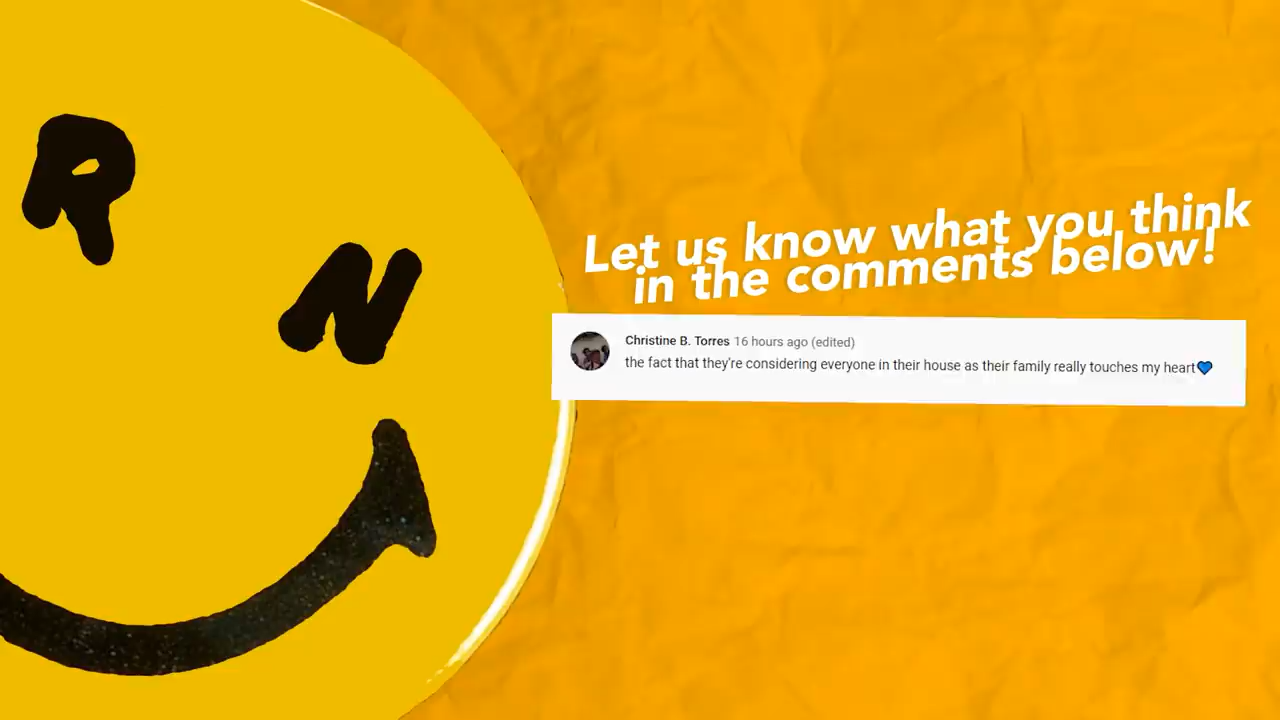 R N
Let us know what you think
in the comments below!
Christine B. Torres 16 hours ago (edited)
the fact that they're considering everyone in their house as their family really touches my heart💙